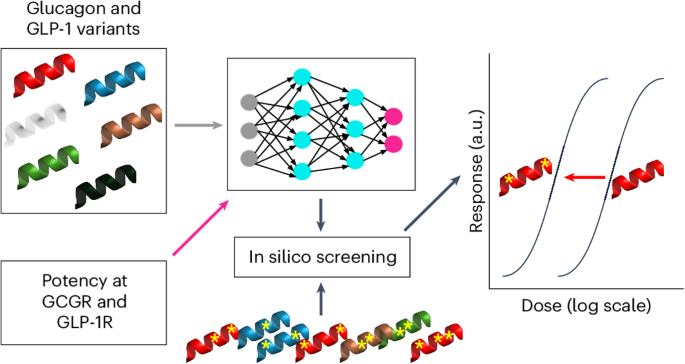 Glucagon and
GLP-1 variants
Potency at
GCGR and
GLP-1R
In silico screening
Response (a.u.)
Dose (log scale)